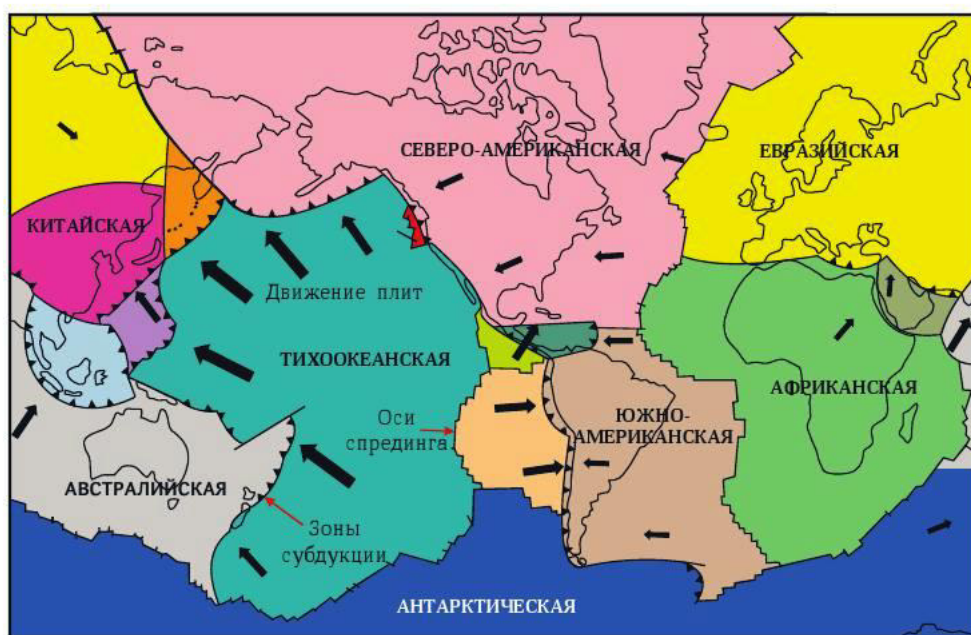 СЕВЕРО-АМЕРИКАНСКАЯ
ЕВРАЗИЙСКАЯ
КИТАЙСКАЯ
Движение плит
ТИХООКЕАНСКАЯ
АФРИКАНСКАЯ
Оси
спрединга
ЮЖНО-
АМЕРИКАНСКАЯ
АВСТРАЛИЙСКАЯ
Зоны
субдукции
АНТАРКТИЧЕСКАЯ